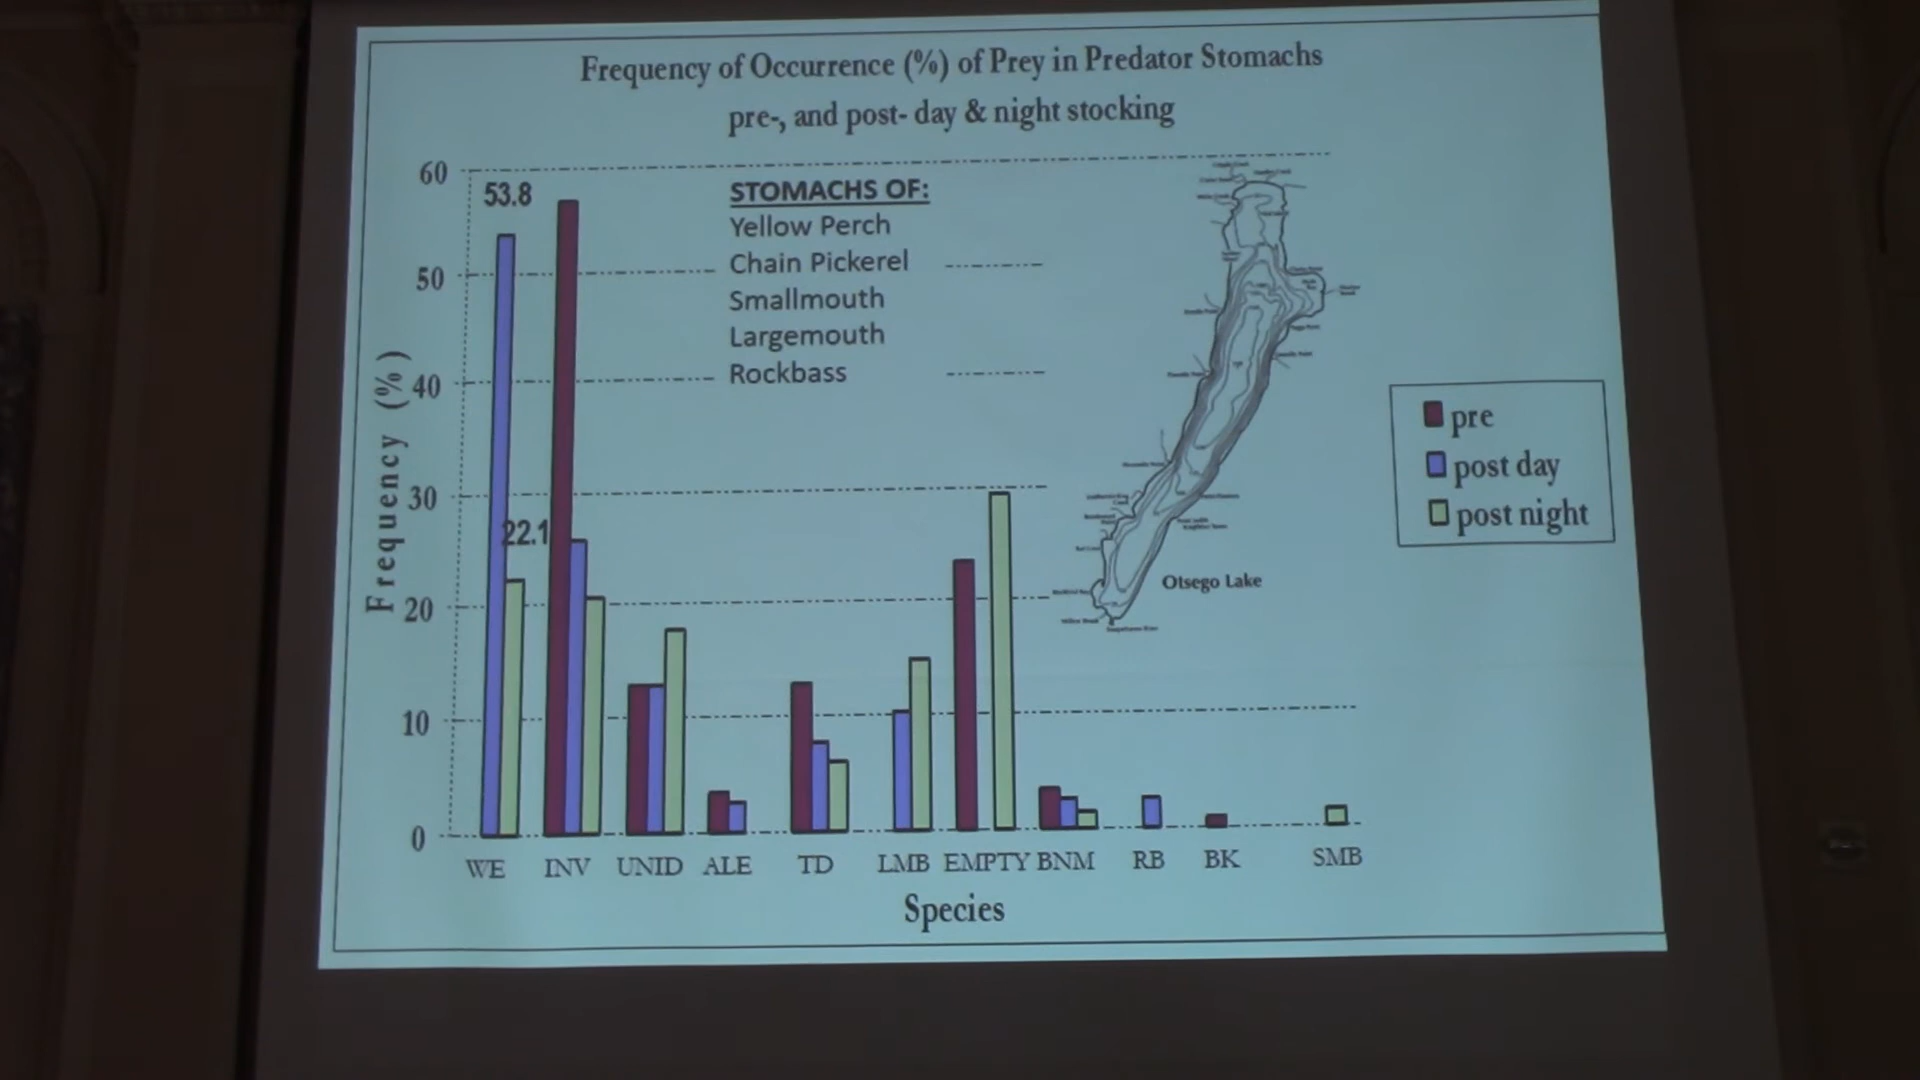 Frequency of Occurrence (%) of Prey in Predator Stomachs
pre-, and post- day & night stocking
60
50
40
30
20
10
0
Frequency (%)
53.8
22.1
STOMACHS OF:
Yellow Perch
Chain Pickerel
Smallmouth
Largemouth
Rockbass
Otsego Lake
pre
post day
post night
WE INV UNID ALE TD LMB EMPTY BNM RB BK SMB
Species